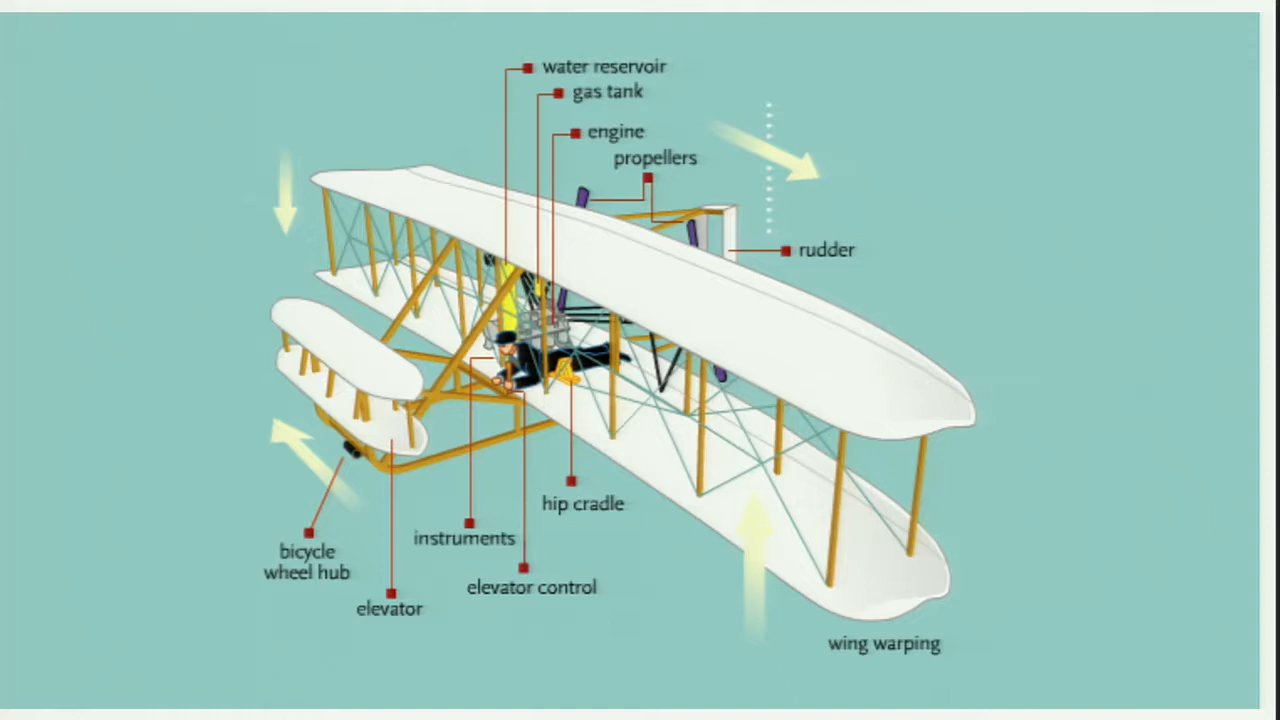 water reservoir
gas tank
engine
propellers
rudder
hip cradle
instruments
bicycle
wheel hub
elevator control
elevator
wing warping